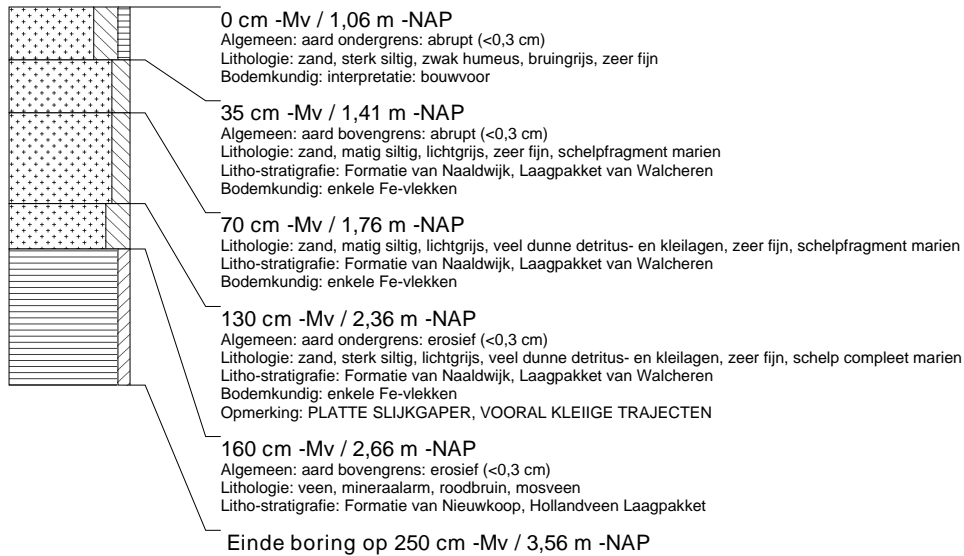 0 cm -Mv / 1,06 m -NAP
Algemeen: aard ondergrens: abrupt (<0,3 cm)
Lithologie: zand, sterk siltig, zwak humeus, bruingrijs, zeer fijn
Bodemkundig: interpretatie: bouwvoor
35 cm -Mv / 1,41 m -NAP
Algemeen: aard bovengrens: abrupt (<0,3 cm)
Lithologie: zand, matig siltig, lichtgrijs, zeer fijn, schelpfragment marien
Litho-stratigrafie: Formatie van Naaldwijk, Laagpakket van Walcheren
Bodemkundig: enkele Fe-vlekken
70 cm -Mv / 1,76 m -NAP
Lithologie: zand, matig siltig, lichtgrijs, veel dunne detritus- en kleilagen, zeer fijn, schelpfragment marien
Litho-stratigrafie: Formatie van Naaldwijk, Laagpakket van Walcheren
Bodemkundig: enkele Fe-vlekken
130 cm -Mv / 2,36 m -NAP
Algemeen: aard ondergrens: erosief (<0,3 cm)
Lithologie: zand, sterk siltig, lichtgrijs, veel dunne detritus- en kleilagen, zeer fijn, schelp compleet marien
Litho-stratigrafie: Formatie van Naaldwijk, Laagpakket van Walcheren
Bodemkundig: enkele Fe-vlekken
Opmerking: PLATTE SLIJKGAPER, VOORAL KLEIIGE TRAJECTEN
160 cm -Mv / 2,66 m -NAP
Algemeen: aard bovengrens: erosief (<0,3 cm)
Lithologie: veen, mineraalarm, roodbruin, mosveen
Litho-stratigrafie: Formatie van Nieuwkoop, Hollandveen Laagpakket
Einde boring op 250 cm -Mv / 3,56 m -NAP